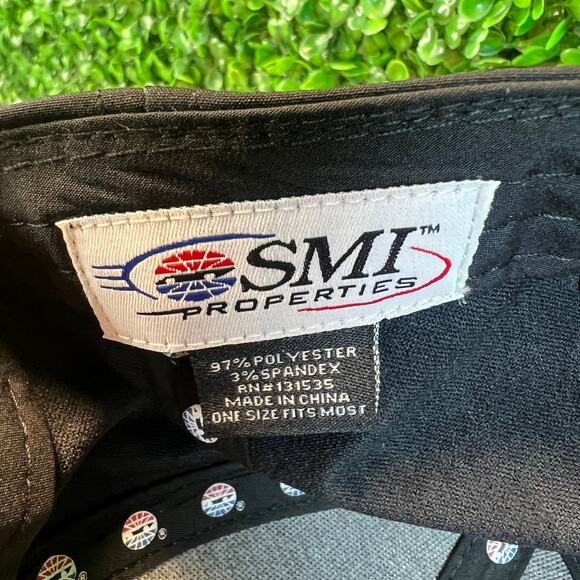 SMI™
PROPERTIES
97% POLYESTER
3% SPANDEX
RN#131535
MADE IN CHINA
ONE SIZE FITS MOST
®
®
®